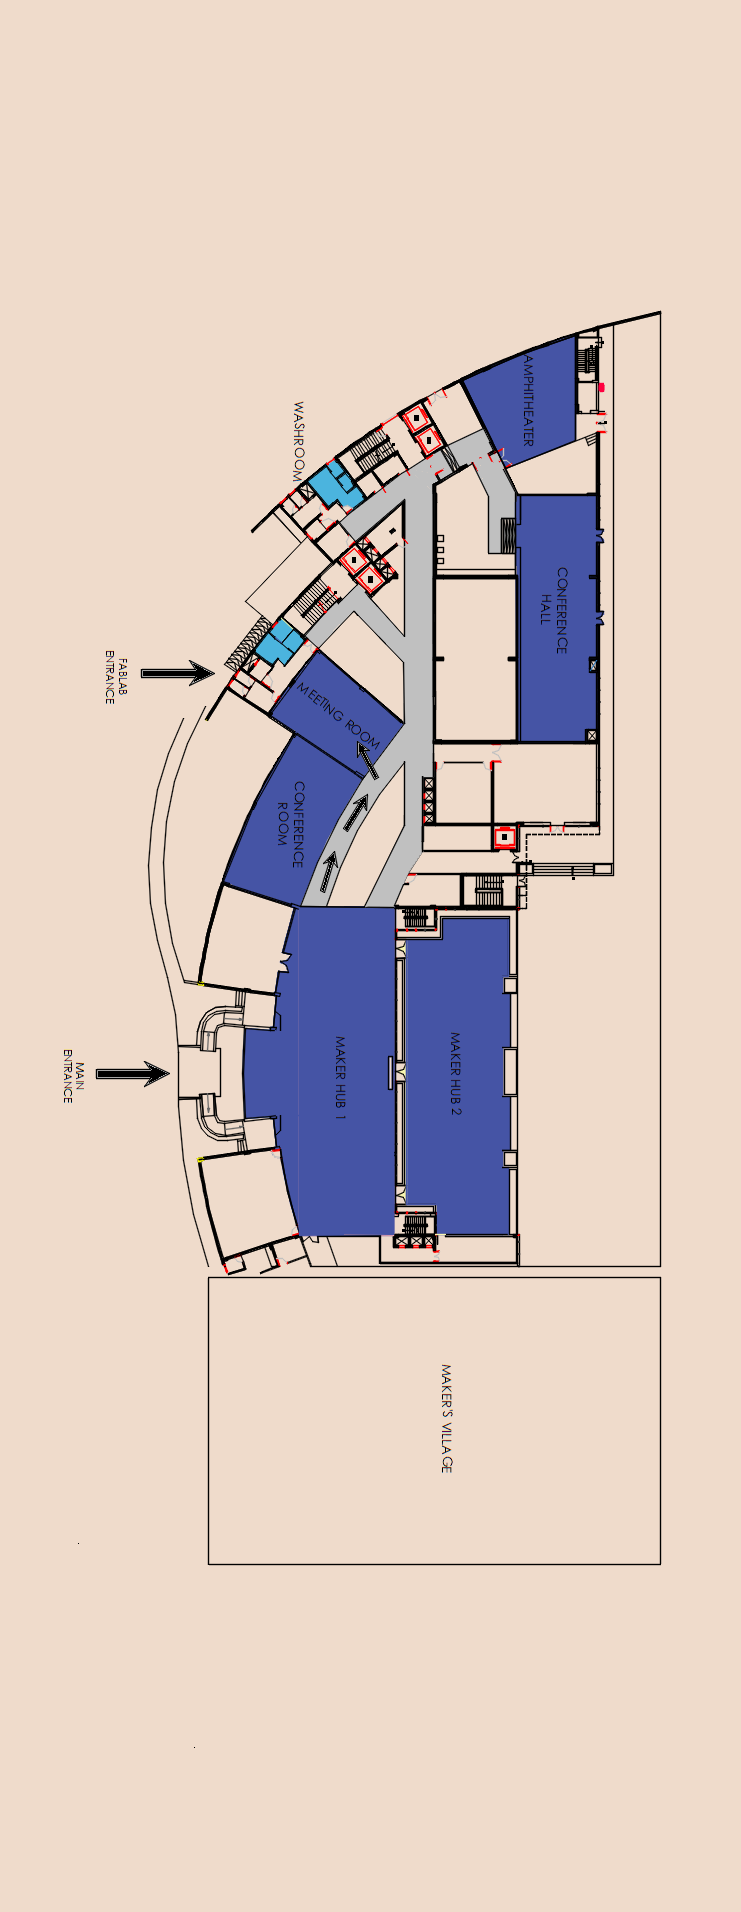 AMPHITHEATER
WASHROOM
CONFERENCE
HALL
FABLAB
ENTRANCE
MEETING ROOM
CONFERENCE
ROOM
MAIN
ENTRANCE
MAKER HUB 1
MAKER HUB 2
MAKER'S VILLAGE